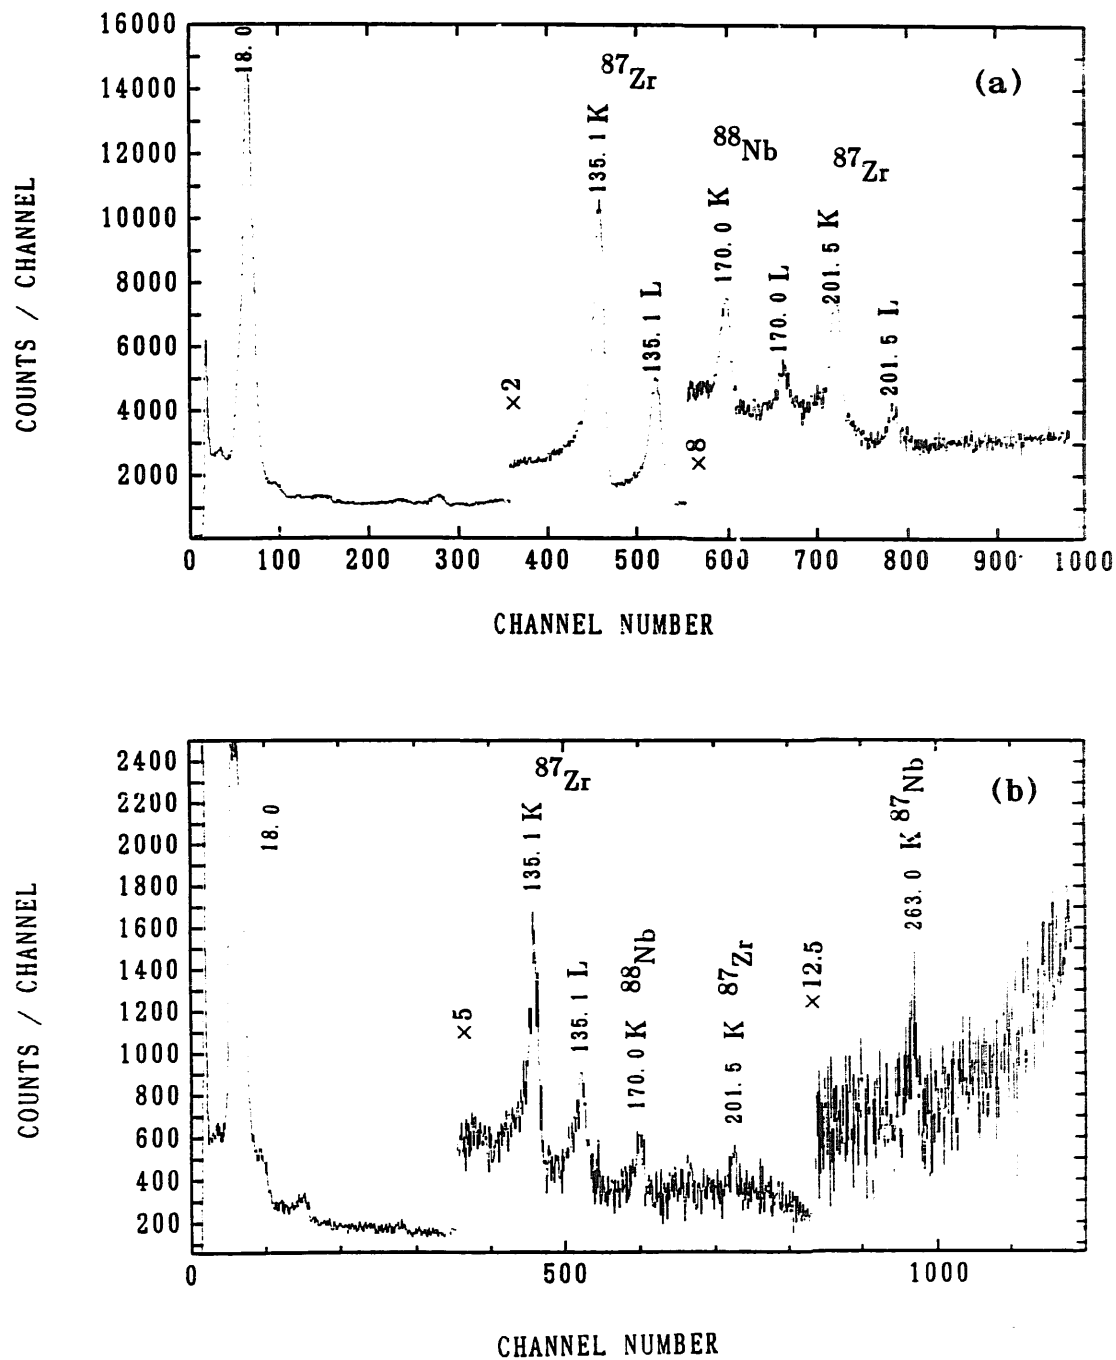 16000
14000
12000
10000
8000
6000
4000
2000
COUNTS / CHANNEL
18. 0
×2
135. 1 K
87Zr
135. 1 L
×8
170. 0 K
88Nb
170. 0 L
201. 5 K
87Zr
201. 5 L
(a)
0 100 200 300 400 500 600 700 800 900 1000
CHANNEL NUMBER
2400
2200
2000
1800
1600
1400
1200
1000
800
600
400
200
COUNTS / CHANNEL
18. 0
×5
135. 1 K
87Zr
135. 1 L
170. 0 K 88Nb
201. 5 K 87Zr
×12.5
263. 0 K 87Nb
(b)
0 500 1000
CHANNEL NUMBER